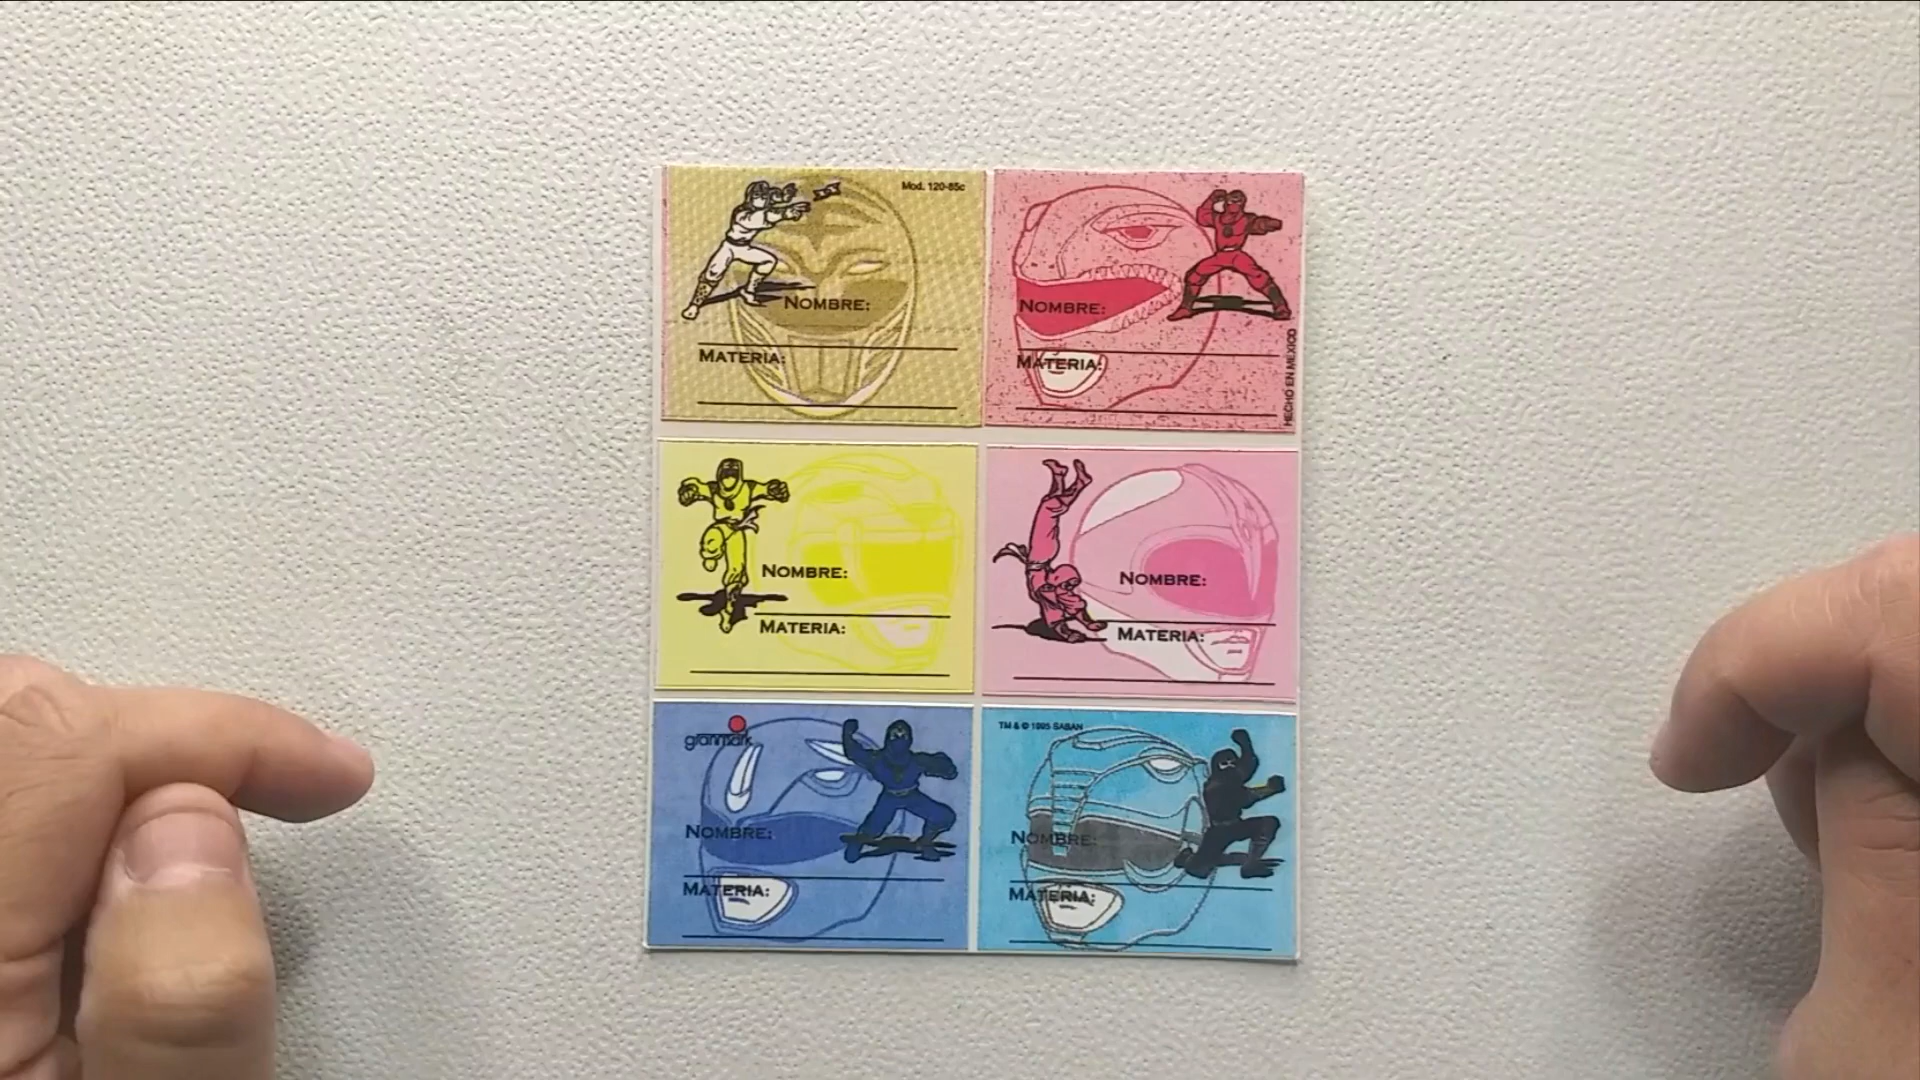 Mod. 120-85c
NOMBRE:
MATERIA:
NOMBRE:
MATERIA:
HECHO EN MEXICO
NOMBRE:
MATERIA:
NOMBRE:
MATERIA:
granmark
NOMBRE:
MATERIA:
TM & © 1995 SABAN
NOMBRE:
MATERIA: